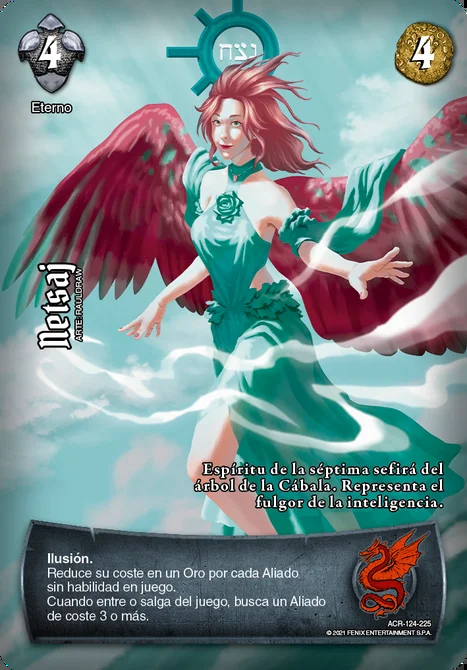 4
נצח
4
Eterno
Netsaj
ARTE: RAULDRAW
Espíritu de la séptima sefirá del
árbol de la Cábala. Representa el
fulgor de la inteligencia.
Ilusión.
Reduce su coste en un Oro por cada Aliado
sin habilidad en juego.
Cuando entre o salga del juego, busca un Aliado
de coste 3 o más.
ACR-124-225
© 2021 FENIX ENTERTAINMENT S.P.A.